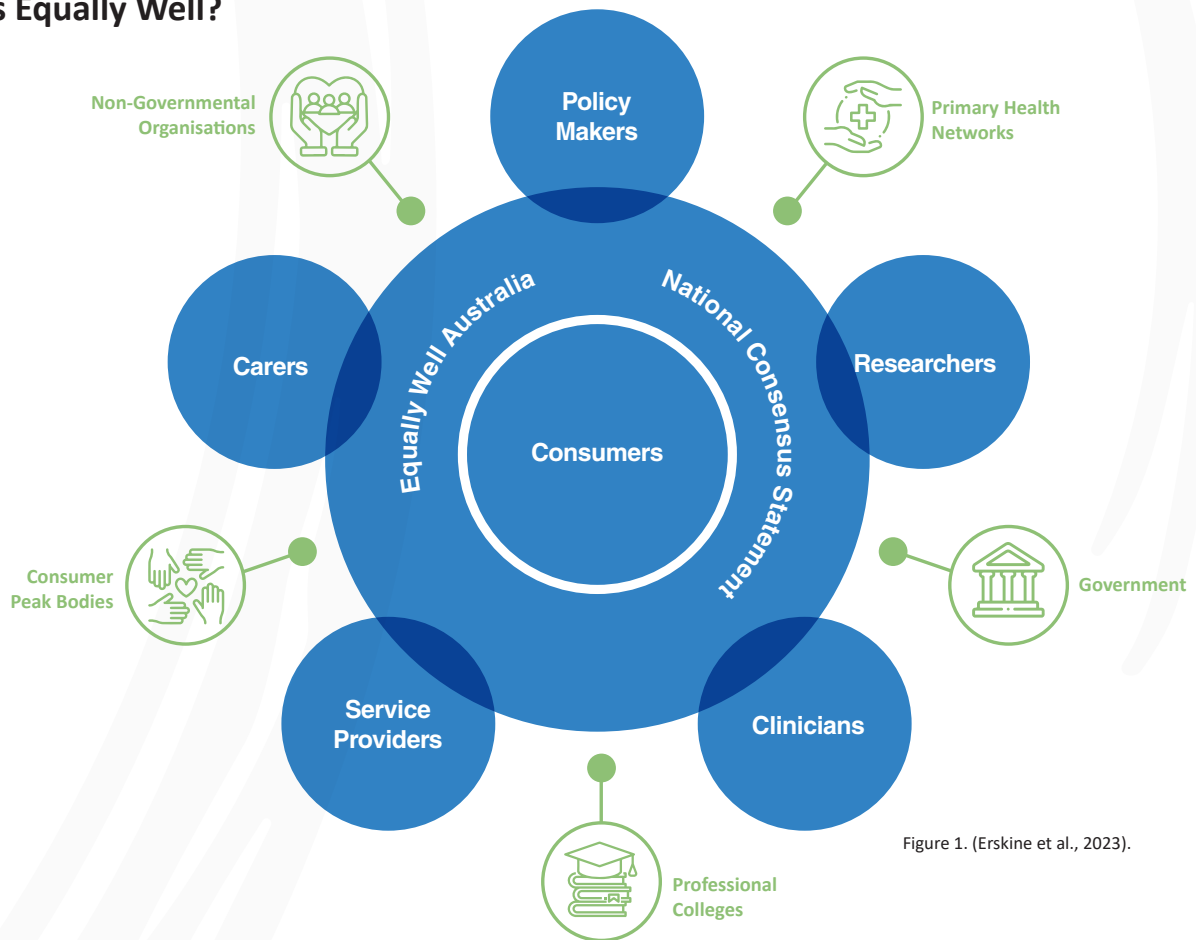 s Equally Well?
Non-Governmental
Organisations
Policy
Makers
Primary Health
Networks
Equally Well Australia
National Consensus Statement
Carers
Researchers
Consumers
Consumer
Peak Bodies
Government
Service
Providers
Clinicians
Professional
Colleges
Figure 1. (Erskine et al., 2023).